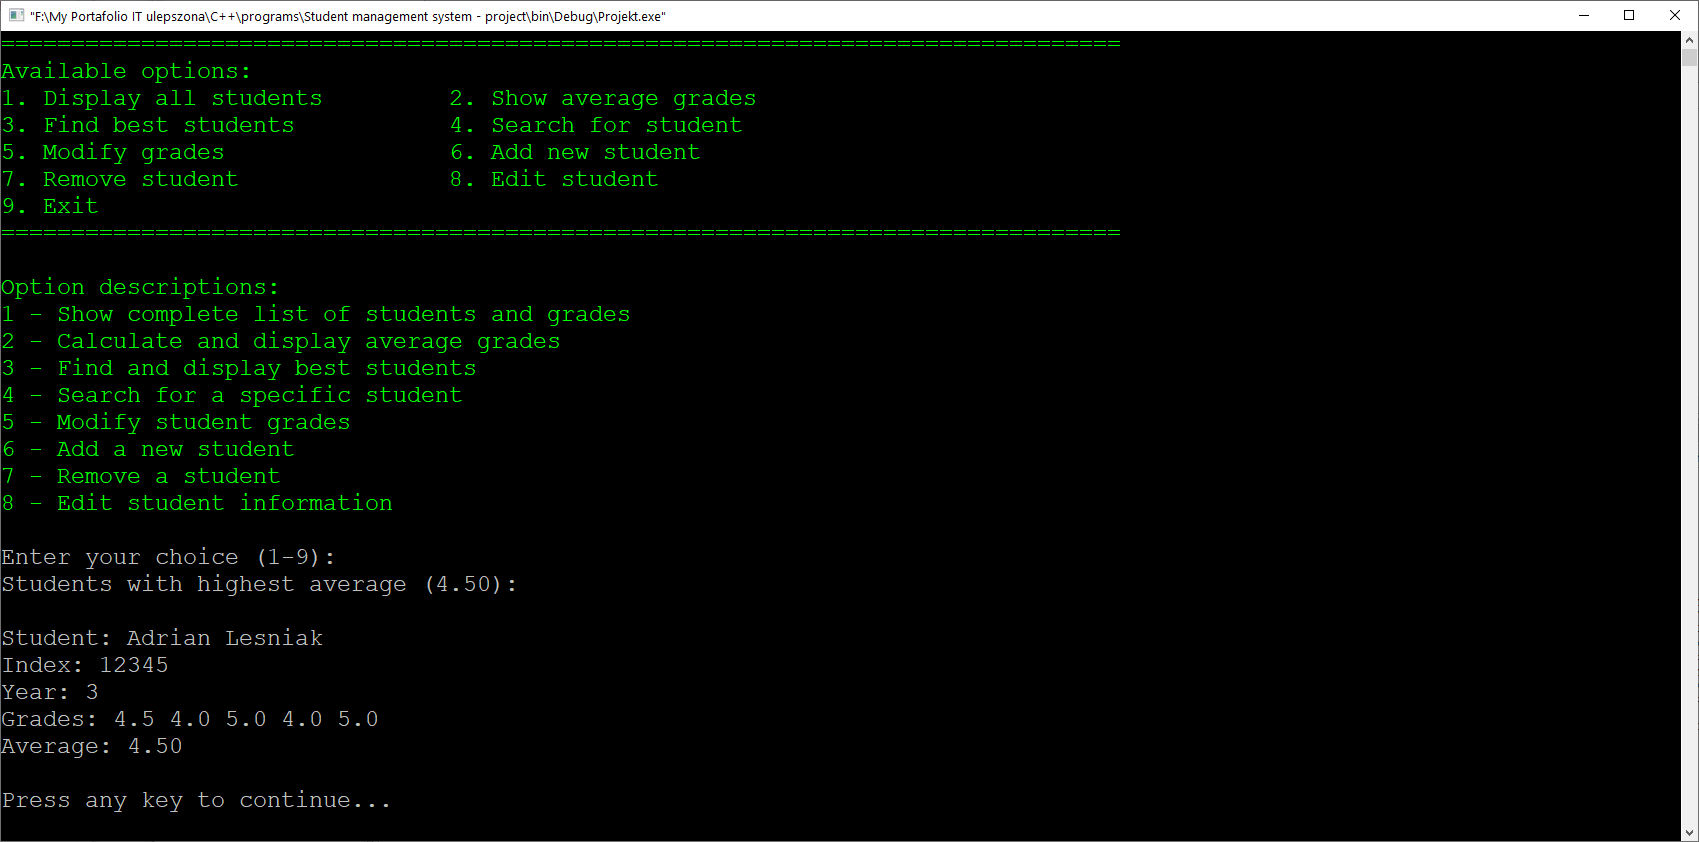 "F:\My Portafolio IT ulepszona\C++\programs\Student management system - project\bin\Debug\Projekt.exe"
================================================================================
Available options:
1. Display all students         2. Show average grades
3. Find best students           4. Search for student
5. Modify grades                6. Add new student
7. Remove student               8. Edit student
9. Exit
================================================================================
Option descriptions:
1 - Show complete list of students and grades
2 - Calculate and display average grades
3 - Find and display best students
4 - Search for a specific student
5 - Modify student grades
6 - Add a new student
7 - Remove a student
8 - Edit student information
Enter your choice (1-9):
Students with highest average (4.50):
Student: Adrian Lesniak
Index: 12345
Year: 3
Grades: 4.5 4.0 5.0 4.0 5.0
Average: 4.50
Press any key to continue...